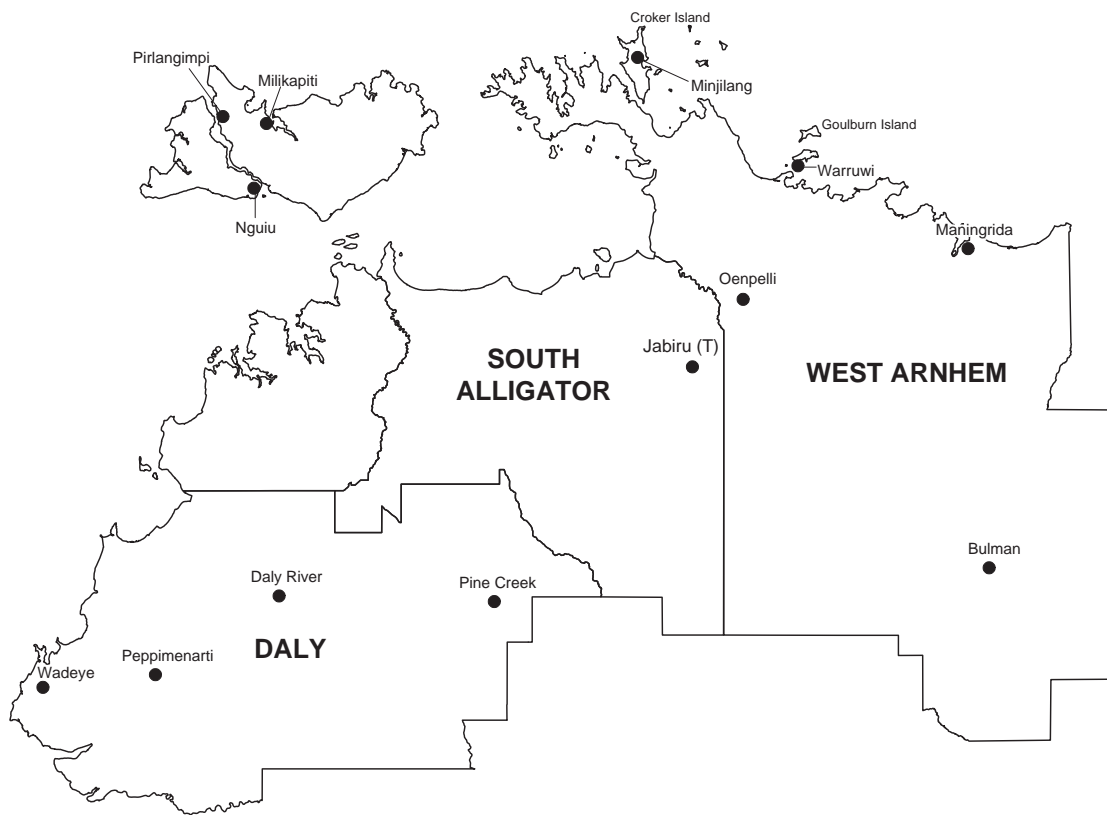 Croker Island
Pirlangimpi
Milikapiti
Minjilang
Goulburn Island
Warruwi
Nguiu
Maningrida
Oenpelli
Jabiru (T)
SOUTH
ALLIGATOR
WEST ARNHEM
Bulman
Daly River
Pine Creek
DALY
Peppimenarti
Wadeye